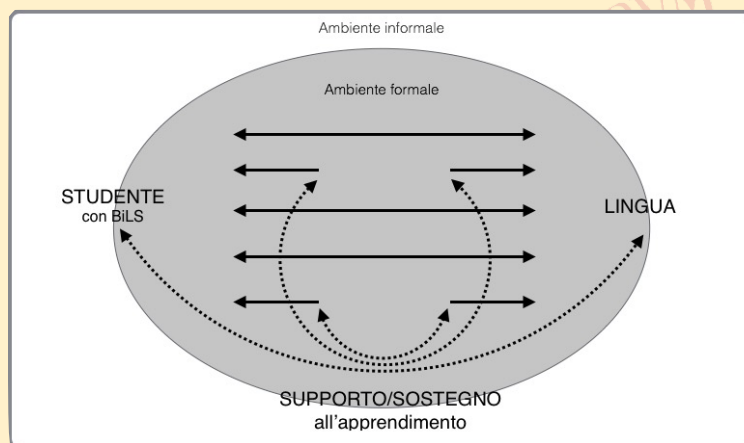 Ambiente informale
Ambiente formale
STUDENTE
con BiLS
LINGUA
SUPPORTO/SOSTEGNO
all'apprendimento